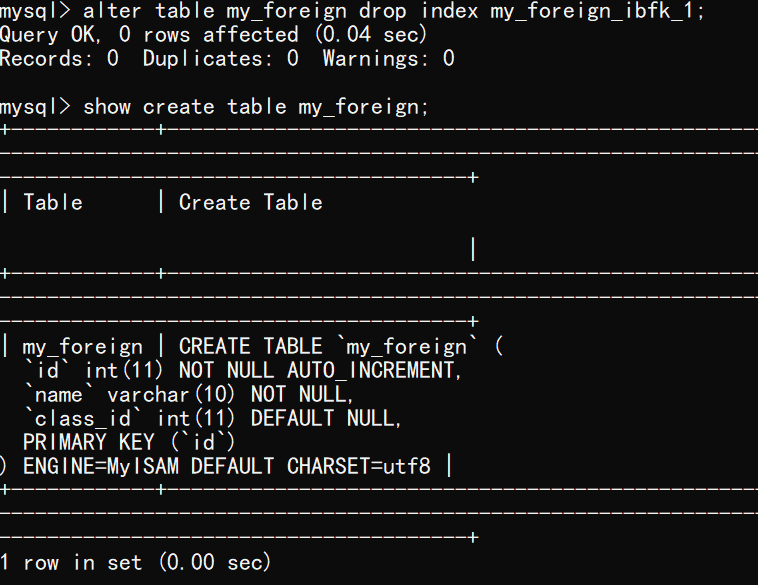 mysql> alter table my_foreign drop index my_foreign_ibfk_1;
Query OK, 0 rows affected (0.04 sec)
Records: 0  Duplicates: 0  Warnings: 0
mysql> show create table my_foreign;
+------------+------------------------------------------------
---------------------------------------------------------------
---------------------------------------+
| Table      | Create Table
|
+------------+------------------------------------------------
---------------------------------------------------------------
---------------------------------------+
| my_foreign | CREATE TABLE `my_foreign` (
  `id` int(11) NOT NULL AUTO_INCREMENT,
  `name` varchar(10) NOT NULL,
  `class_id` int(11) DEFAULT NULL,
  PRIMARY KEY (`id`)
) ENGINE=MyISAM DEFAULT CHARSET=utf8 |
+------------+------------------------------------------------
---------------------------------------------------------------
---------------------------------------+
1 row in set (0.00 sec)